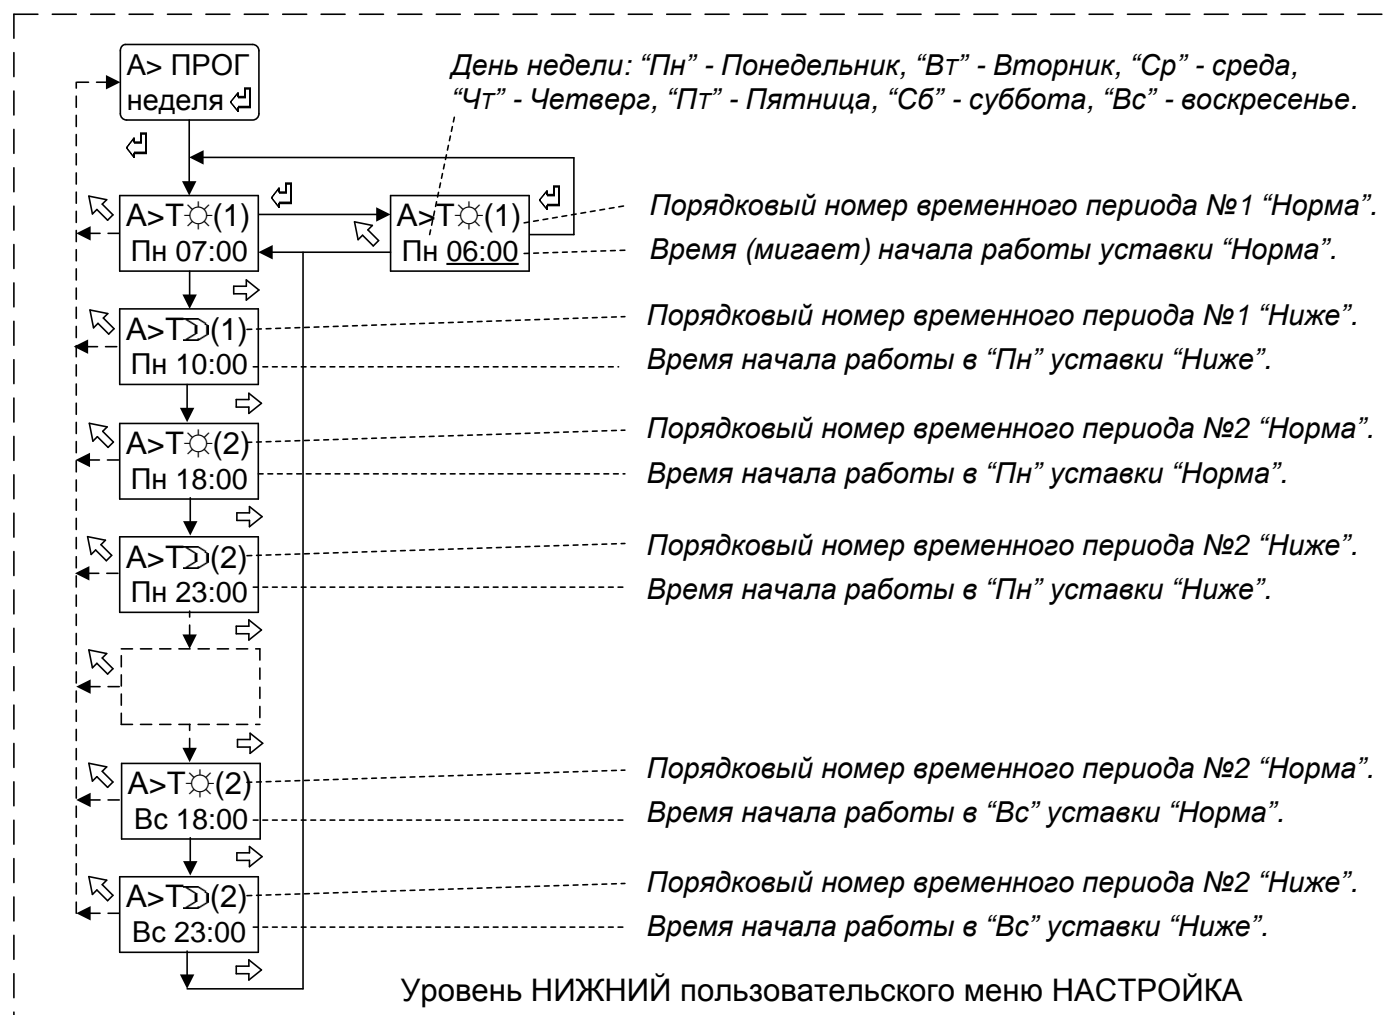 А> ПРОГ
неделя
День недели: “Пн” - Понедельник, “Вт” - Вторник, “Ср” - среда,
“Чт” - Четверг, “Пт” - Пятница, “Сб” - суббота, “Вс” - воскресенье.
А>Т☼(1)
Пн 07:00
А>Т☼(1)
Пн 06:00
Порядковый номер временного периода №1 “Норма”.
Время (мигает) начала работы уставки “Норма”.
А>Т(1)
Пн 10:00
Порядковый номер временного периода №1 “Ниже”.
Время начала работы в “Пн” уставки “Ниже”.
А>Т☼(2)
Пн 18:00
Порядковый номер временного периода №2 “Норма”.
Время начала работы в “Пн” уставки “Норма”.
А>Т(2)
Пн 23:00
Порядковый номер временного периода №2 “Ниже”.
Время начала работы в “Пн” уставки “Ниже”.
А>Т☼(2)
Вс 18:00
Порядковый номер временного периода №2 “Норма”.
Время начала работы в “Вс” уставки “Норма”.
А>Т(2)
Вс 23:00
Порядковый номер временного периода №2 “Ниже”.
Время начала работы в “Вс” уставки “Ниже”.
Уровень НИЖНИЙ пользовательского меню НАСТРОЙКА